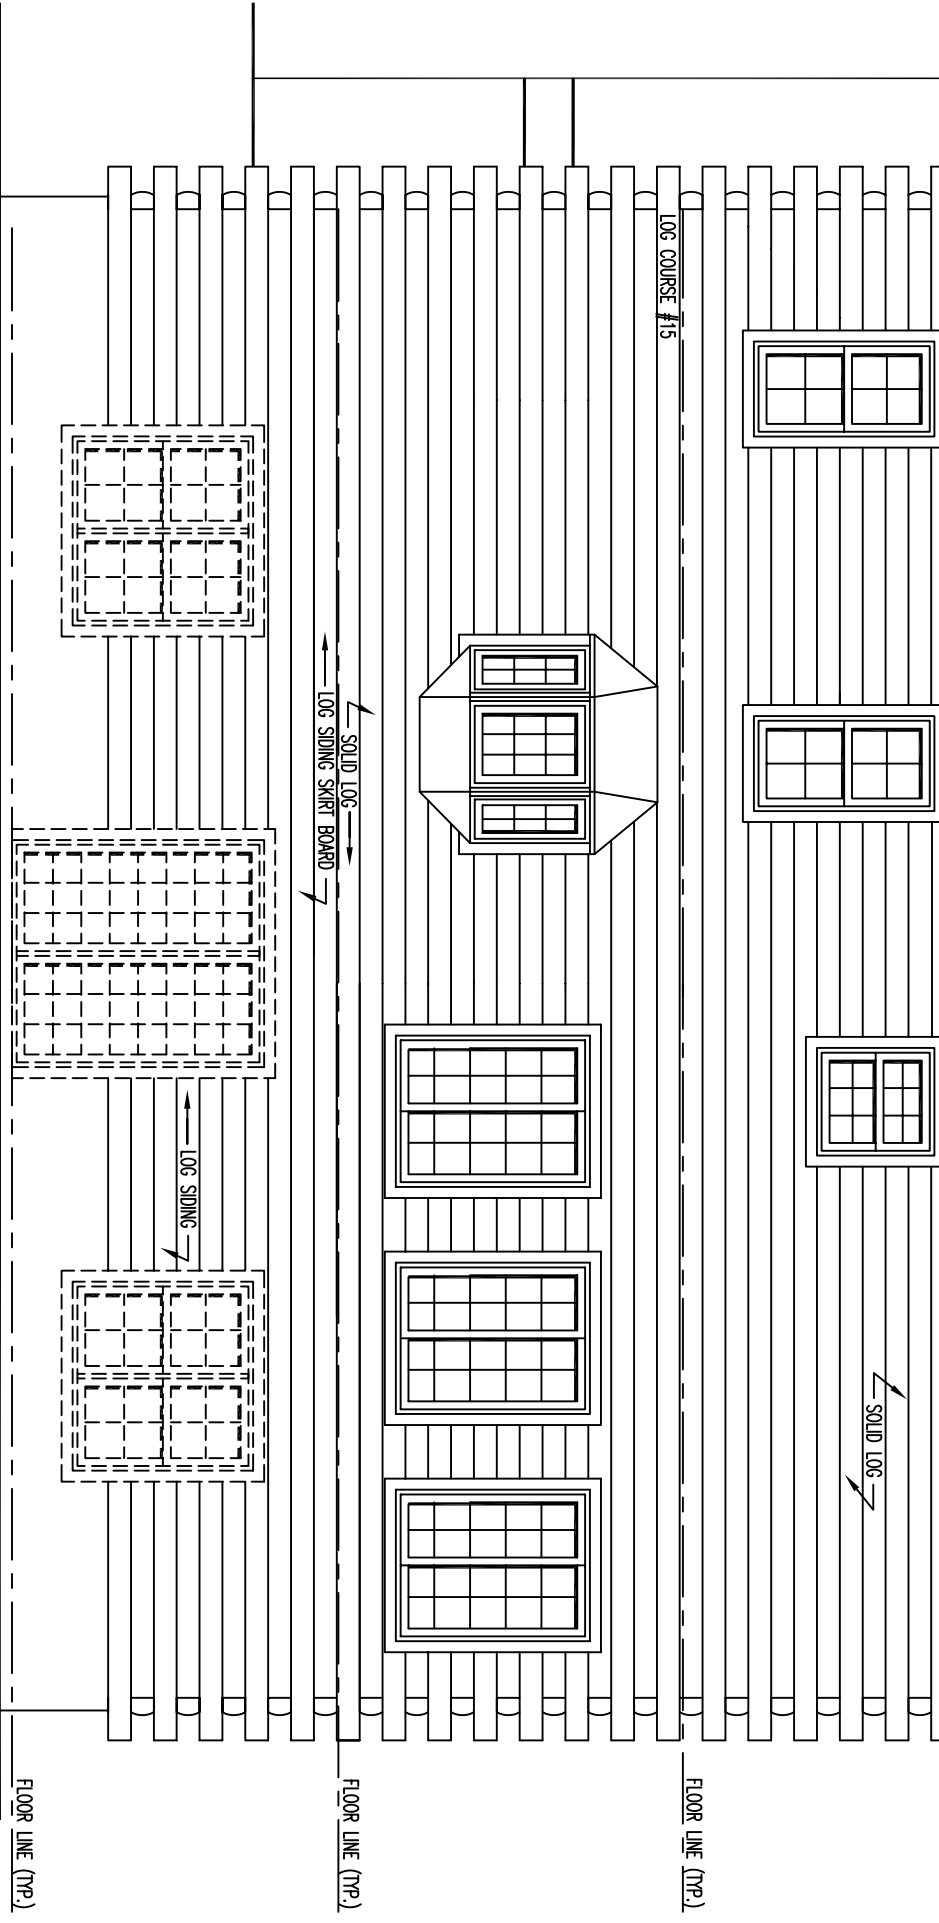 LOG COURSE #15
SOLID LOG
FLOOR LINE (TYP.)
SOLID LOG
LOG SIDING SKIRT BOARD
FLOOR LINE (TYP.)
LOG SIDING
FLOOR LINE (TYP.)